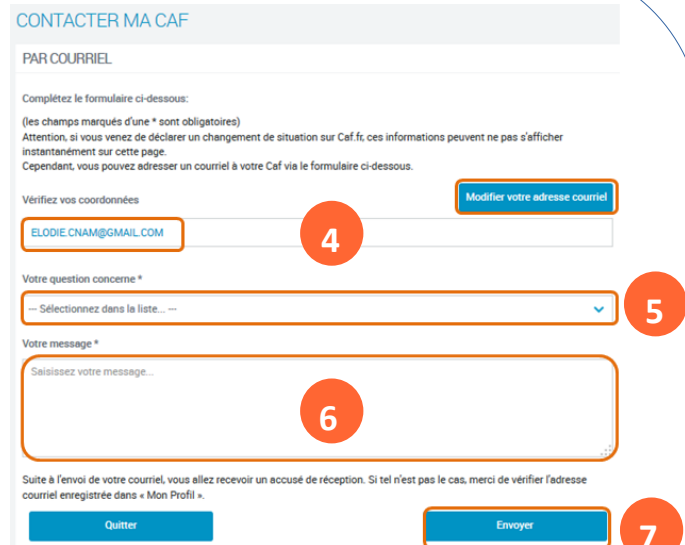 CONTACTER MA CAF
PAR COURRIEL
Complétez le formulaire ci-dessous:
(les champs marqués d'une * sont obligatoires)
Attention, si vous venez de déclarer un changement de situation sur Caf.fr, ces informations peuvent ne pas s'afficher
instantanément sur cette page.
Cependant, vous pouvez adresser un courriel à votre Caf via le formulaire ci-dessous.
Vérifiez vos coordonnées
Modifier votre adresse courriel
ELODIE.CNAM@GMAIL.COM
4
Votre question concerne *
--- Sélectionnez dans la liste... ---
5
Votre message *
Saisissez votre message...
6
Suite à l'envoi de votre courriel, vous allez recevoir un accusé de réception. Si tel n'est pas le cas, merci de vérifier l'adresse
courriel enregistrée dans « Mon Profil ».
Quitter
Envoyer
7